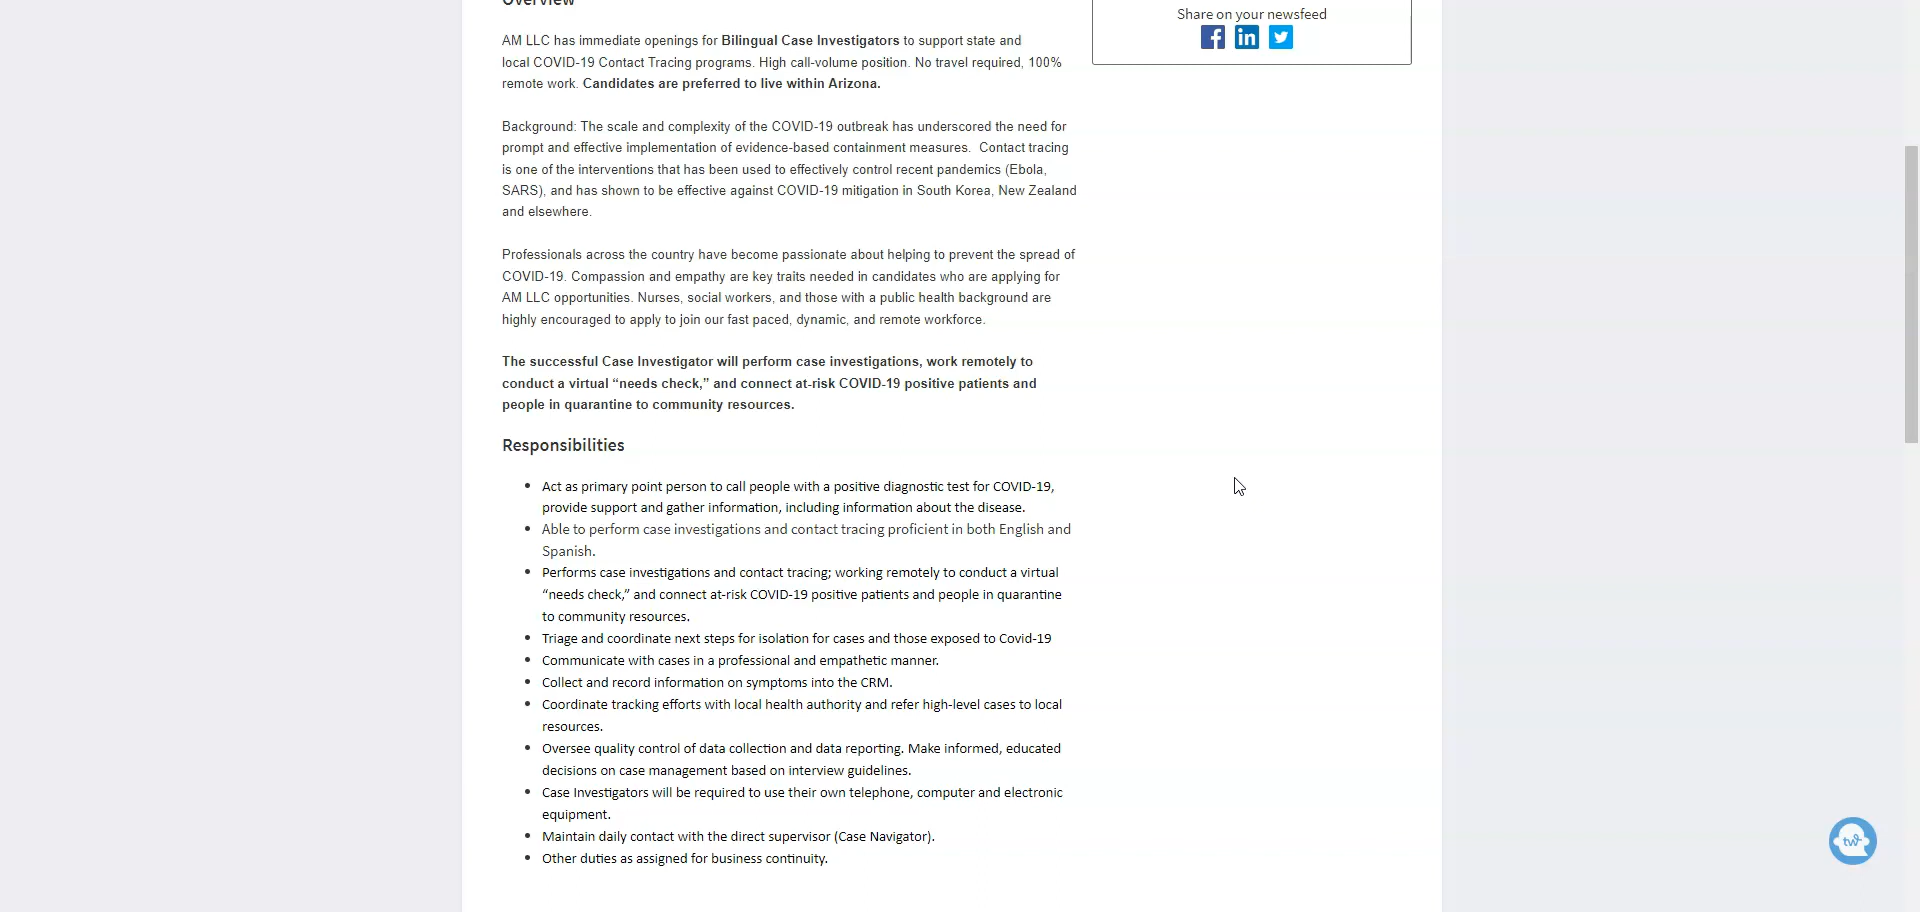 Overview
Share on your newsfeed
AM LLC has immediate openings for Bilingual Case Investigators to support state and
local COVID-19 Contact Tracing programs. High call-volume position. No travel required, 100%
remote work. Candidates are preferred to live within Arizona.
Background: The scale and complexity of the COVID-19 outbreak has underscored the need for
prompt and effective implementation of evidence-based containment measures. Contact tracing
is one of the interventions that has been used to effectively control recent pandemics (Ebola,
SARS), and has shown to be effective against COVID-19 mitigation in South Korea, New Zealand
and elsewhere.
Professionals across the country have become passionate about helping to prevent the spread of
COVID-19. Compassion and empathy are key traits needed in candidates who are applying for
AM LLC opportunities. Nurses, social workers, and those with a public health background are
highly encouraged to apply to join our fast paced, dynamic, and remote workforce.
The successful Case Investigator will perform case investigations, work remotely to
conduct a virtual “needs check,” and connect at-risk COVID-19 positive patients and
people in quarantine to community resources.
Responsibilities
• Act as primary point person to call people with a positive diagnostic test for COVID-19,
provide support and gather information, including information about the disease.
• Able to perform case investigations and contact tracing proficient in both English and
Spanish.
• Performs case investigations and contact tracing; working remotely to conduct a virtual
“needs check,” and connect at-risk COVID-19 positive patients and people in quarantine
to community resources.
• Triage and coordinate next steps for isolation for cases and those exposed to Covid-19
• Communicate with cases in a professional and empathetic manner.
• Collect and record information on symptoms into the CRM.
• Coordinate tracking efforts with local health authority and refer high-level cases to local
resources.
• Oversee quality control of data collection and data reporting. Make informed, educated
decisions on case management based on interview guidelines.
• Case Investigators will be required to use their own telephone, computer and electronic
equipment.
• Maintain daily contact with the direct supervisor (Case Navigator).
• Other duties as assigned for business continuity.
tw